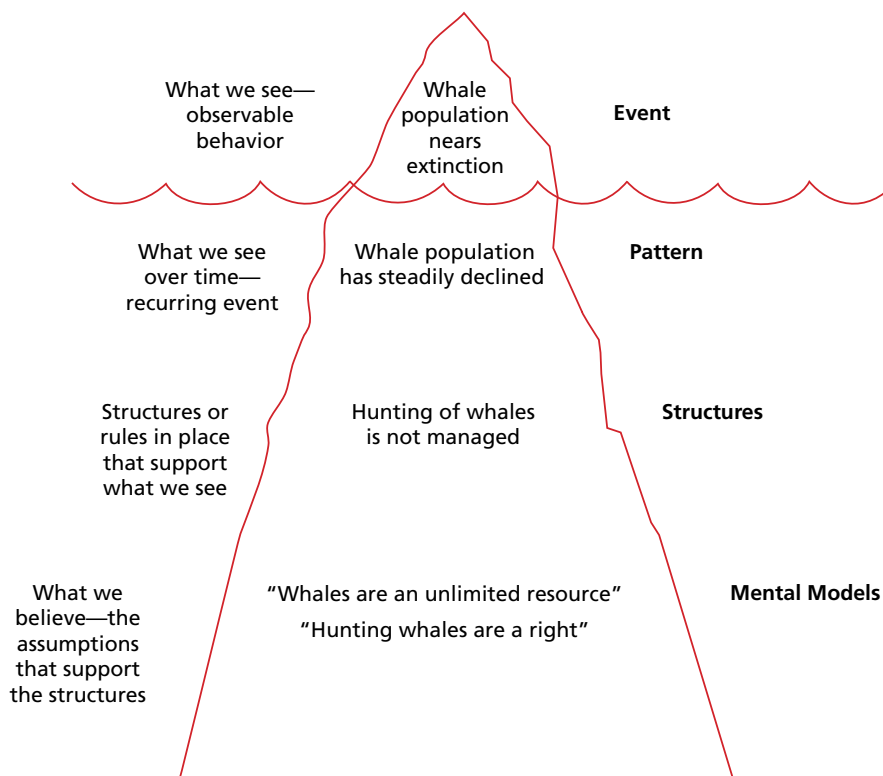 What we see—
observable
behavior
Whale
population
nears
extinction
Event
What we see
over time—
recurring event
Whale population
has steadily declined
Pattern
Structures or
rules in place
that support
what we see
Hunting of whales
is not managed
Structures
What we
believe—the
assumptions
that support
the structures
“Whales are an unlimited resource”
“Hunting whales are a right”
Mental Models